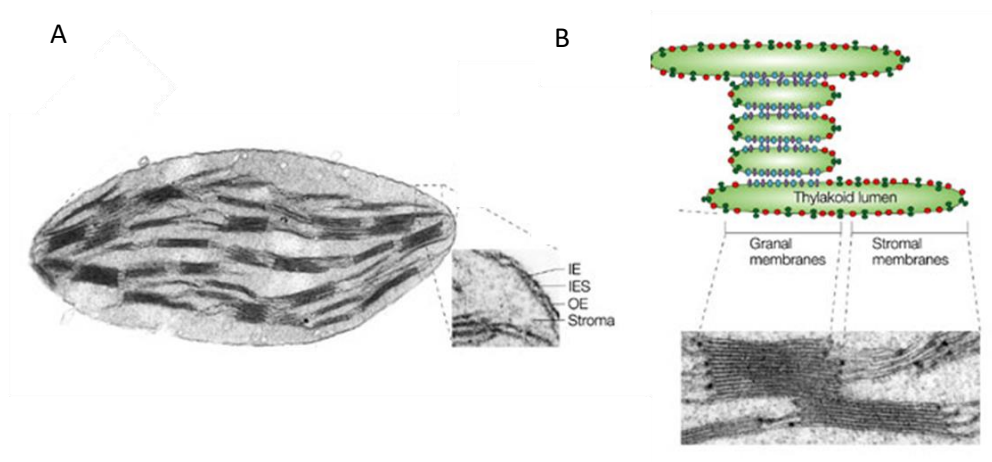 A
B
Thylakoid lumen
Granal
membranes
Stromal
membranes
IE
IES
OE
Stroma